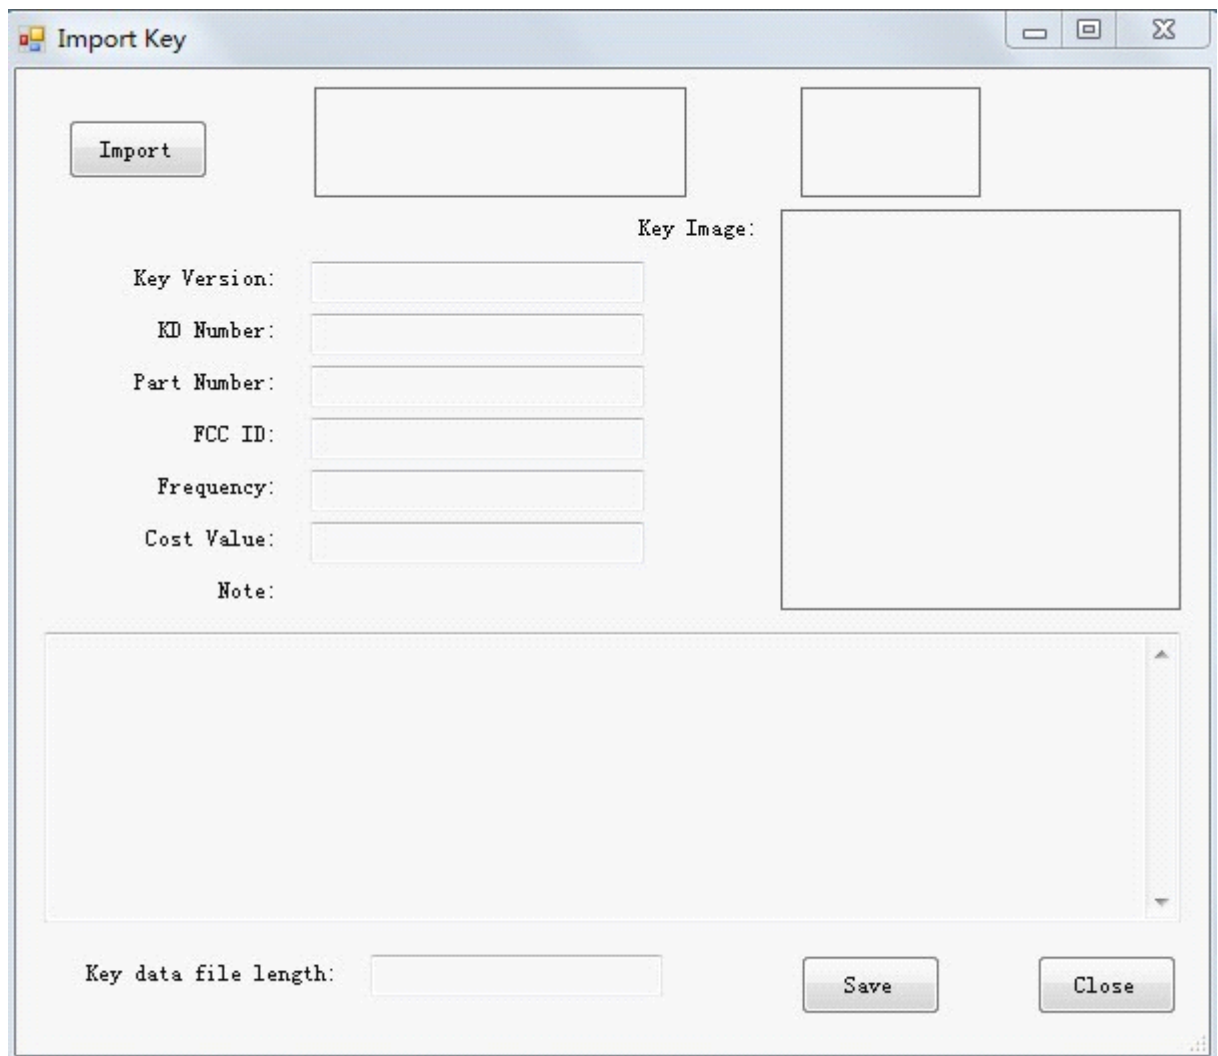 Import Key
Import
Key Image:
Key Version:
KD Number:
Part Number:
FCC ID:
Frequency:
Cost Value:
Note:
Key data file length:
Save
Close